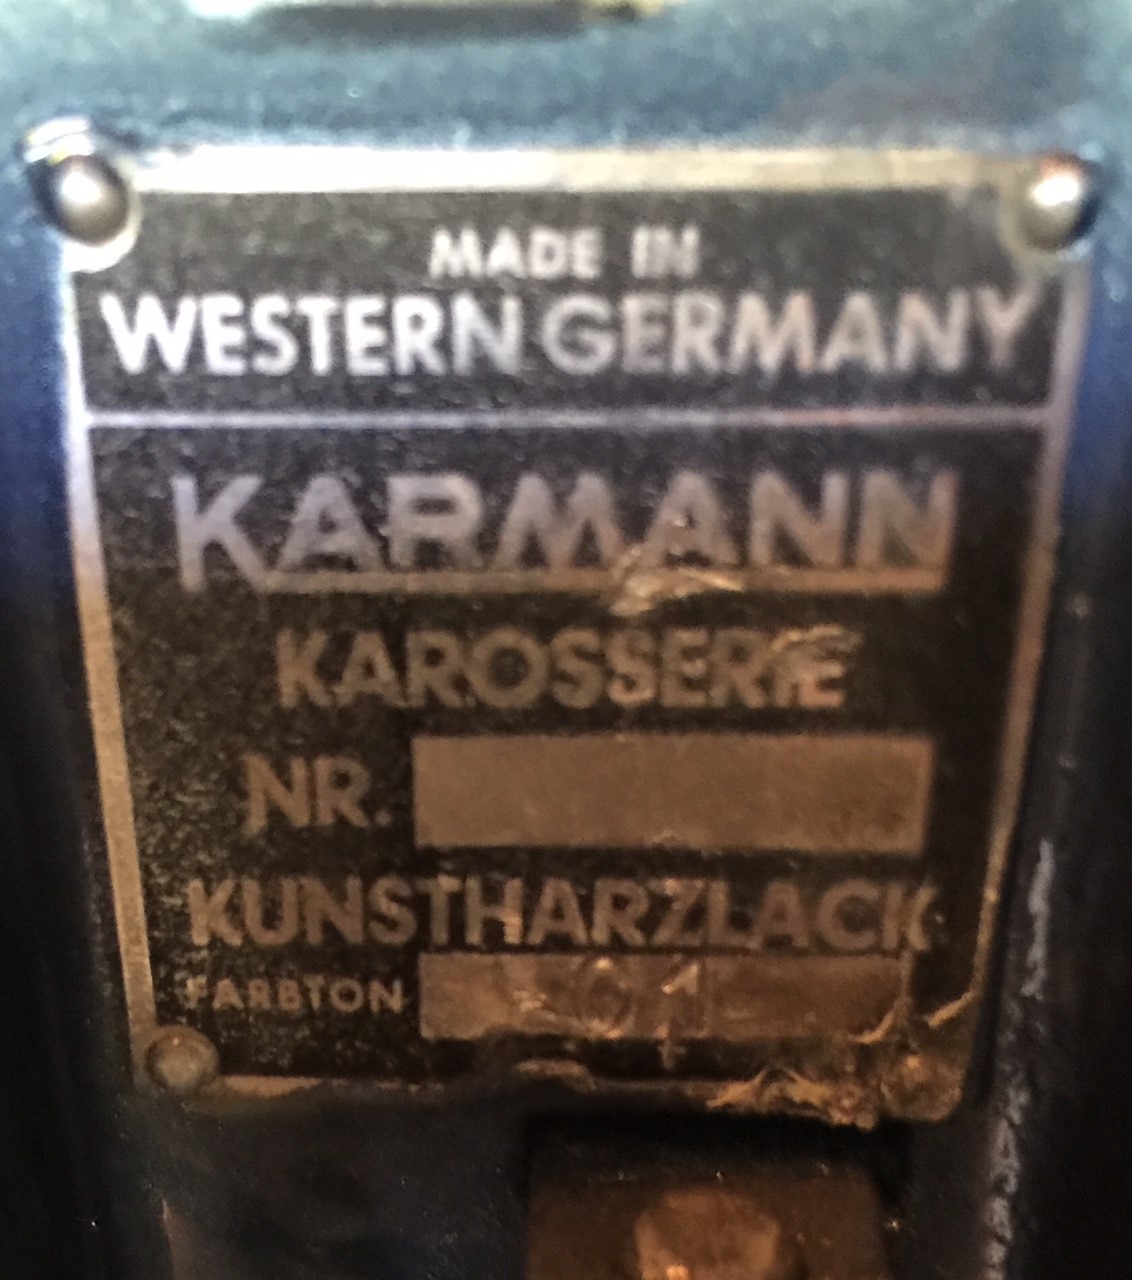 MADE IN
WESTERN GERMANY
KARMANN
KAROSSERIE
NR.
KUNSTHARZLACK
FARBTON